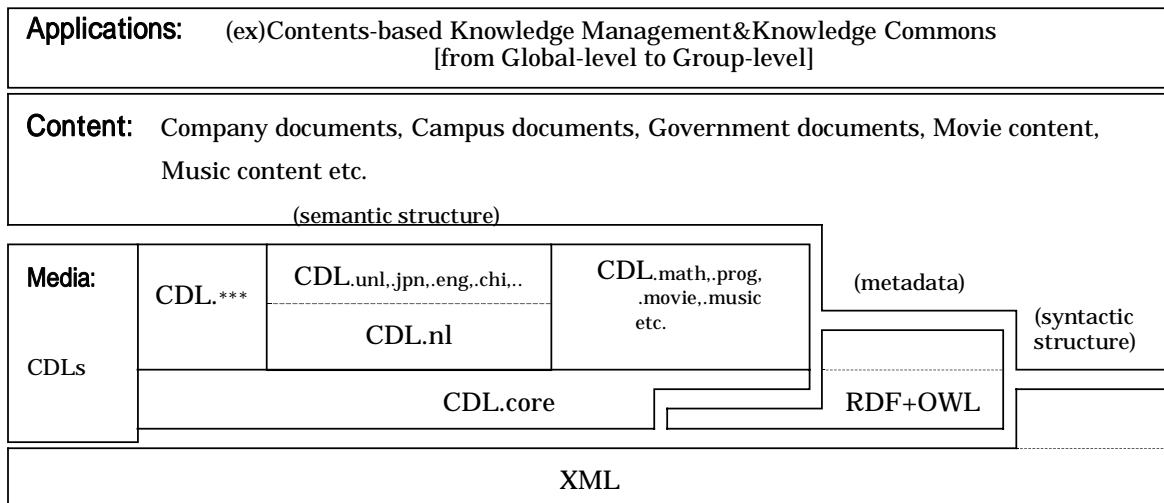 Applications: (ex)Contents-based Knowledge Management&Knowledge Commons
[from Global-level to Group-level]
Content: Company documents, Campus documents, Government documents, Movie content,
Music content etc.
(semantic structure)
Media:
CDLs
CDL.***
CDL.unl,.jpn,.eng,.chi,..
CDL.nl
CDL.math,.prog,
.movie,.music
etc.
(metadata)
(syntactic
structure)
CDL.core
RDF+OWL
XML